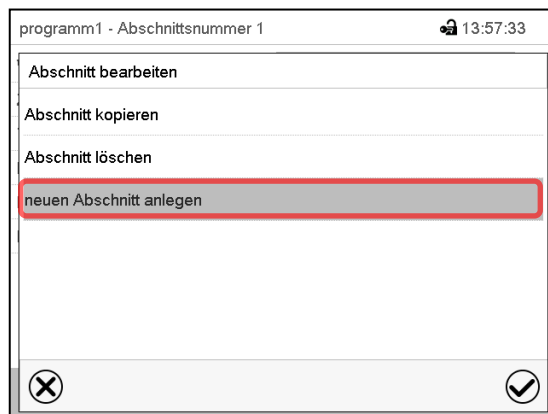 programm1 - Abschnittsnummer 1 13:57:33
Abschnitt bearbeiten
Abschnitt kopieren
Abschnitt löschen
neuen Abschnitt anlegen